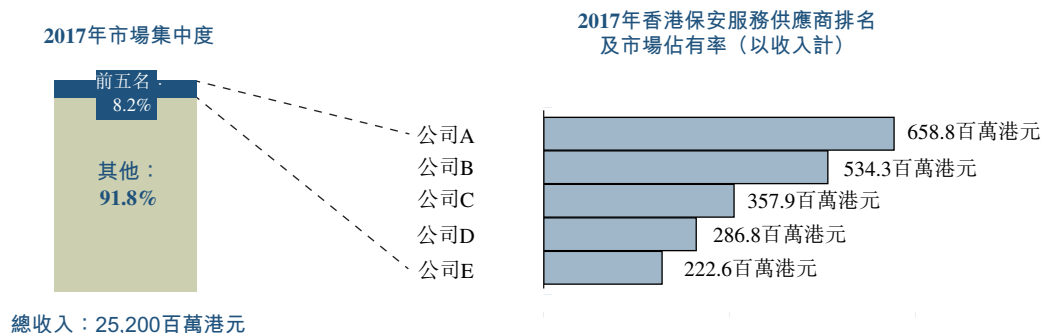 2017年市場集中度
前五名：
8.2%
其他：
91.8%
總收入：25,200百萬港元
2017年香港保安服務供應商排名
及市場佔有率（以收入計）
公司A 658.8百萬港元
公司B 534.3百萬港元
公司C 357.9百萬港元
公司D 286.8百萬港元
公司E 222.6百萬港元